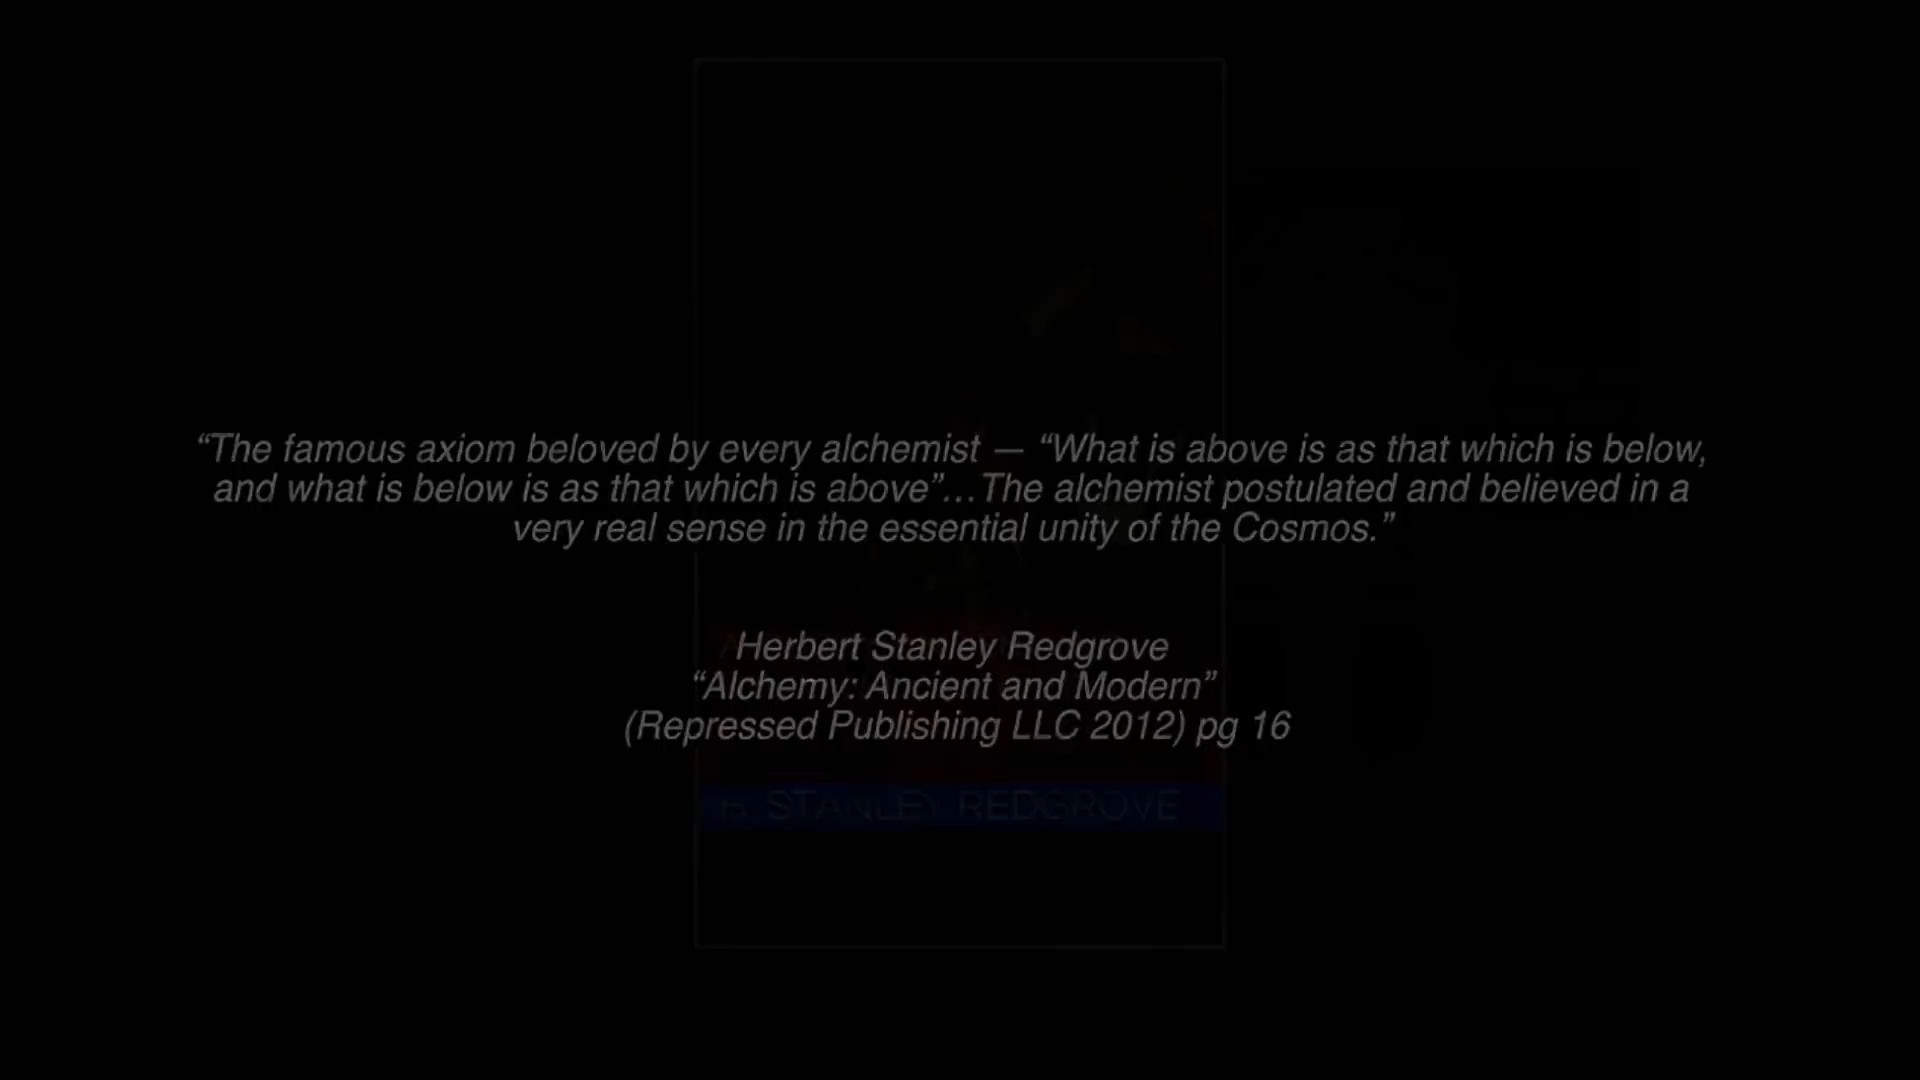 “The famous axiom beloved by every alchemist — “What is above is as that which is below,
and what is below is as that which is above”…The alchemist postulated and believed in a
very real sense in the essential unity of the Cosmos.”
Herbert Stanley Redgrove
“Alchemy: Ancient and Modern”
(Repressed Publishing LLC 2012) pg 16
H. STANLEY REDGROVE